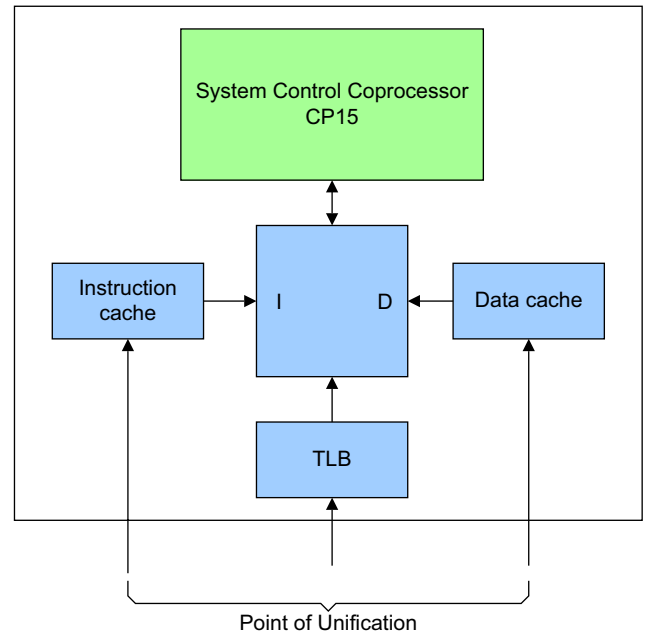 System Control Coprocessor
CP15
Instruction
cache
I
D
Data cache
TLB
Point of Unification